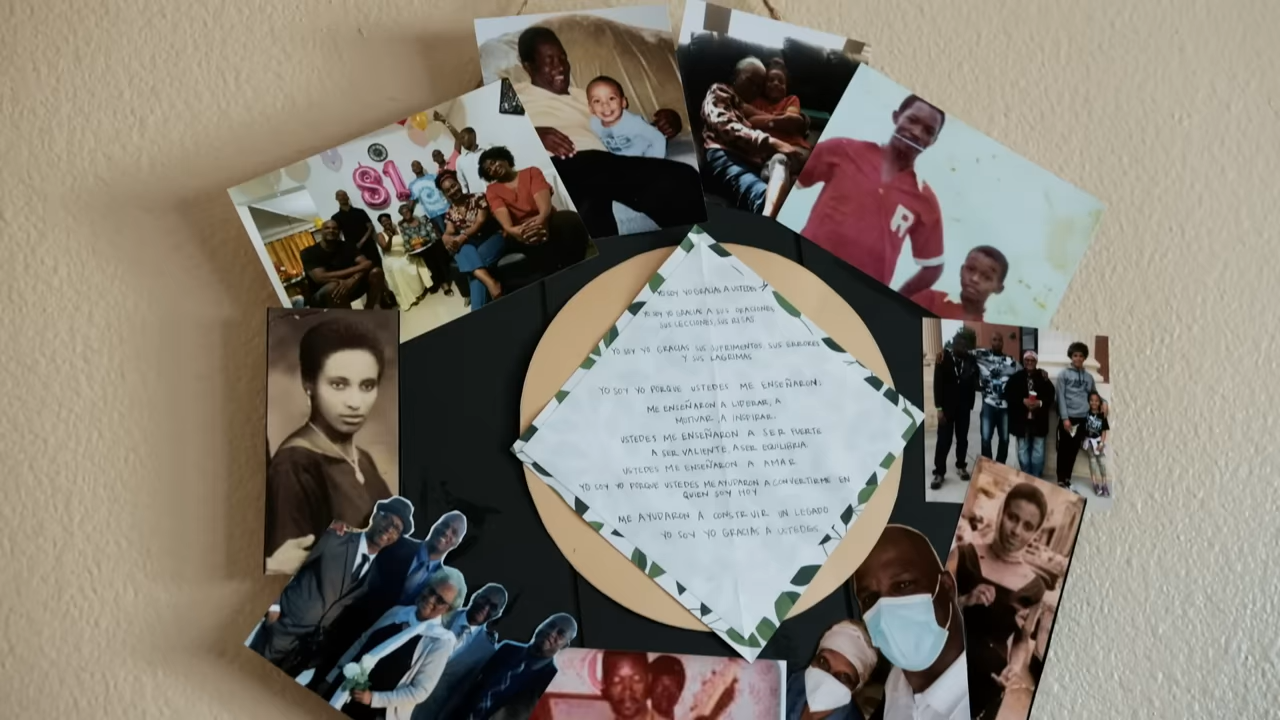 81
R
YO SOY YO GRACIAS A USTEDES
YO SOY YO GRACIAS A SUS ORACIONES
SUS LECCIONES, SUS RISAS
YO SOY YO GRACIAS SUS SUFRIMIENTOS, SUS ERRORES
Y SUS LAGRIMAS
YO SOY YO PORQUE USTEDES ME ENSEÑARON:
ME ENSEÑARON A LIDERAR, A
MOTIVAR, A INSPIRAR.
USTEDES ME ENSEÑARON A SER FUERTE
A SER VALIENTE, A SER EQUILIBRIA.
USTEDES ME ENSEÑARON A AMAR
YO SOY YO PORQUE USTEDES ME AYUDARON A CONVERTIRME EN
QUIEN SOY HOY
ME AYUDARON A CONSTRUIR UN LEGADO
YO SOY YO GRACIAS A USTEDES